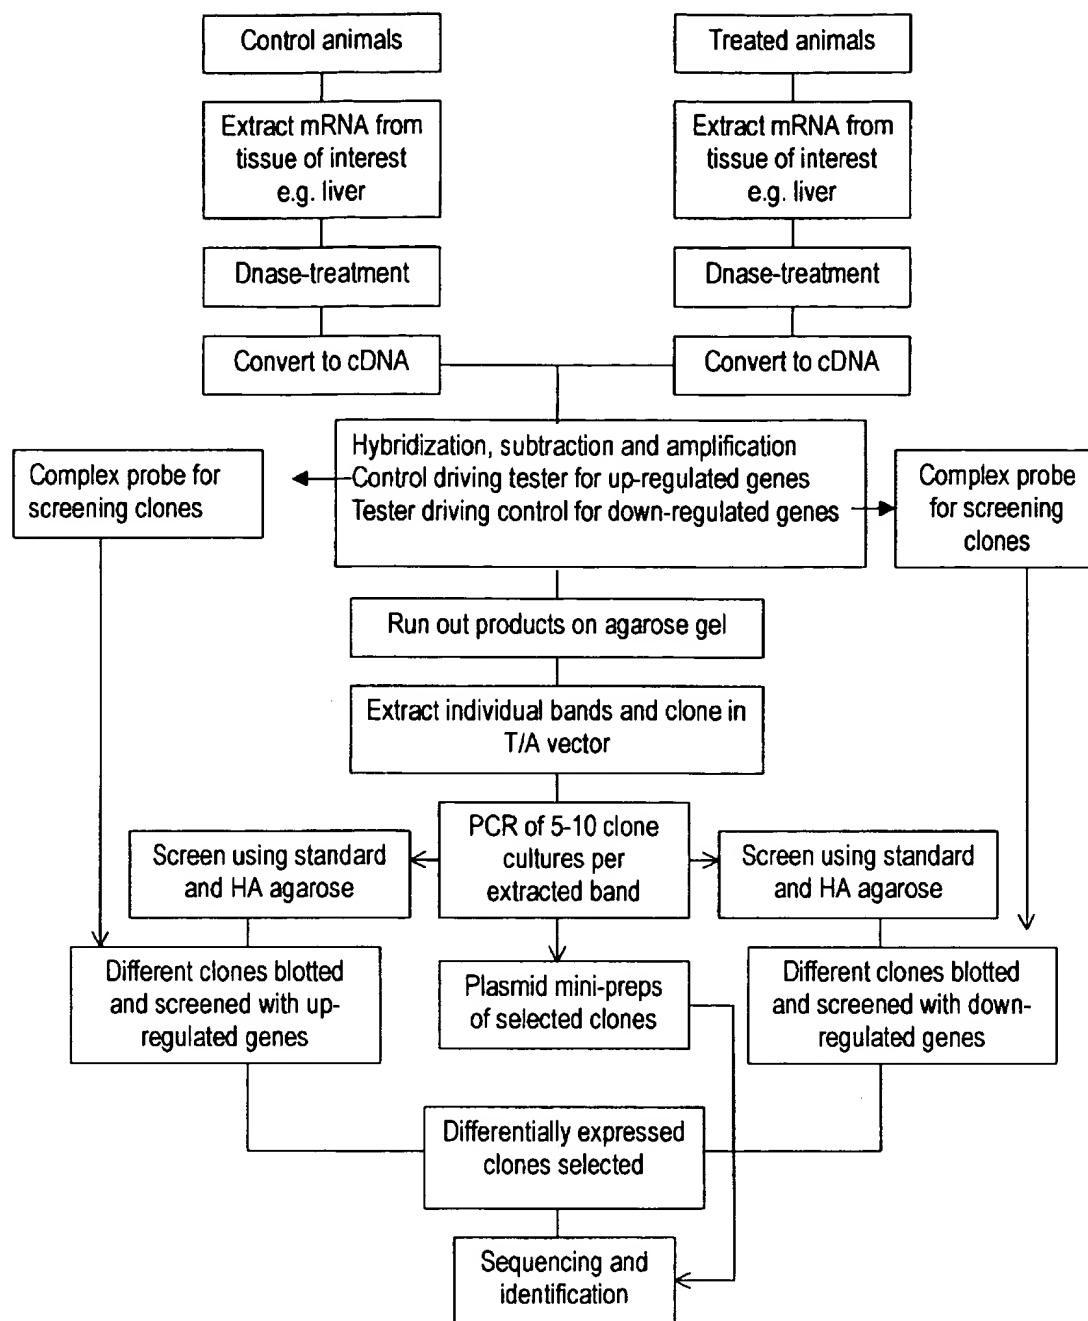 Control animals
Treated animals
Extract mRNA from
tissue of interest
e.g. liver
Extract mRNA from
tissue of interest
e.g. liver
Dnase-treatment
Dnase-treatment
Convert to cDNA
Convert to cDNA
Hybridization, subtraction and amplification
Control driving tester for up-regulated genes
Tester driving control for down-regulated genes
Complex probe for
screening clones
Complex probe
for screening
clones
Run out products on agarose gel
Extract individual bands and clone in
T/A vector
PCR of 5-10 clone
cultures per
extracted band
Screen using standard
and HA agarose
Screen using standard
and HA agarose
Different clones blotted
and screened with up-
regulated genes
Plasmid mini-preps
of selected clones
Different clones blotted
and screened with down-
regulated genes
Differentially expressed
clones selected
Sequencing and
identification